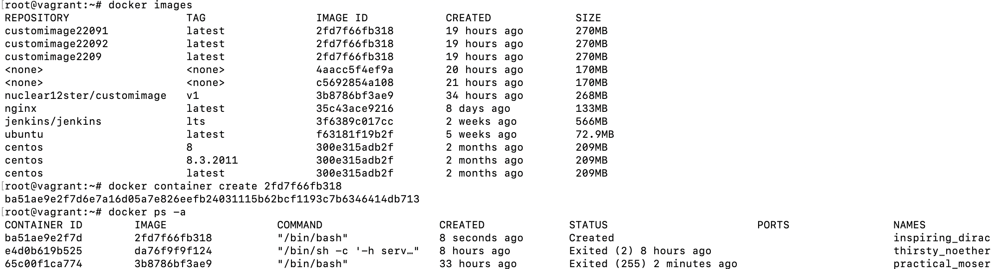 [root@vagrant:~# docker images
REPOSITORY TAG IMAGE ID CREATED SIZE
customimage22091 latest 2fd7f66fb318 19 hours ago 270MB
customimage22092 latest 2fd7f66fb318 19 hours ago 270MB
customimage2209 latest 2fd7f66fb318 19 hours ago 270MB
<none> <none> 4aacc5f4ef9a 20 hours ago 170MB
<none> <none> c5692854a108 21 hours ago 170MB
nuclear12ster/customimage v1 3b8786bf3ae9 34 hours ago 268MB
nginx latest 35c43ace9216 8 days ago 133MB
jenkins/jenkins lts 3f6389c017cc 2 weeks ago 566MB
ubuntu latest f63181f19b2f 5 weeks ago 72.9MB
centos 8 300e315adb2f 2 months ago 209MB
centos 8.3.2011 300e315adb2f 2 months ago 209MB
centos latest 300e315adb2f 2 months ago 209MB
[root@vagrant:~# docker container create 2fd7f66fb318
ba51ae9e2f7d6e7a16d05a7e826eefb24031115b62bcf1193c7b6346414db713
[root@vagrant:~# docker ps -a
CONTAINER ID IMAGE COMMAND CREATED STATUS PORTS NAMES
ba51ae9e2f7d 2fd7f66fb318 "/bin/bash" 8 seconds ago Created inspiring_dirac
e4d0b619b525 da76f9f9f124 "/bin/sh -c '-h serv…" 8 hours ago Exited (2) 8 hours ago thirsty_noether
65c00f1ca774 3b8786bf3ae9 "/bin/bash" 33 hours ago Exited (255) 2 minutes ago practical_moser